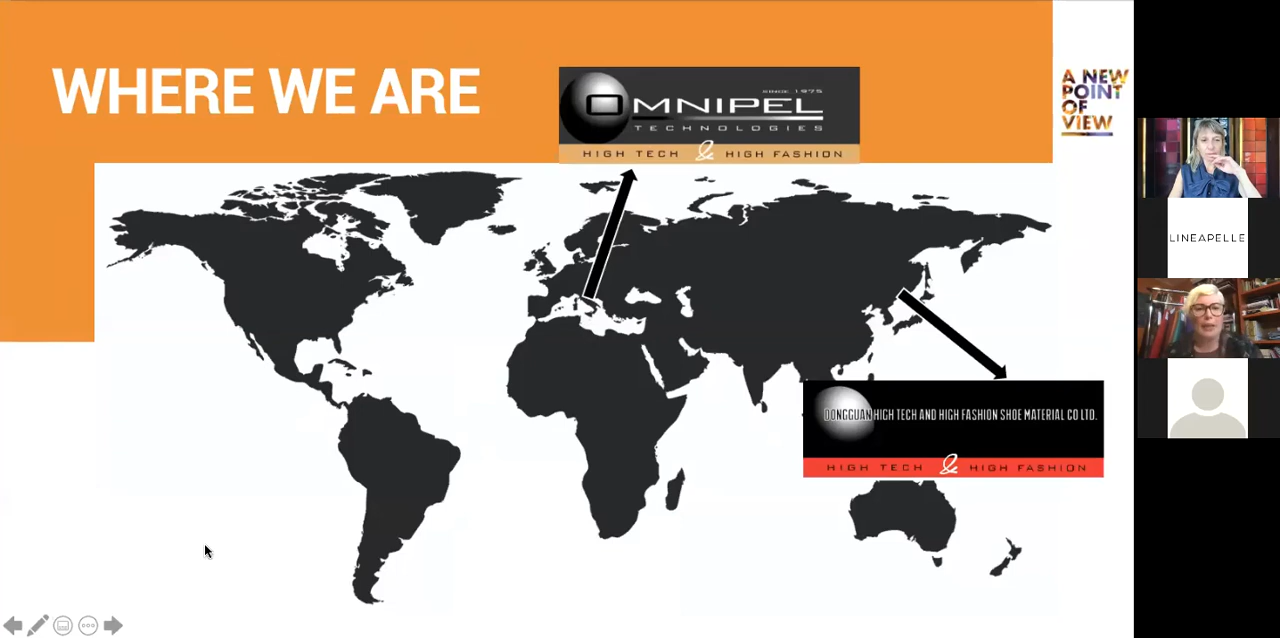 WHERE WE ARE
SINCE 1975
OMNIPEL
TECHNOLOGIES
HIGH TECH & HIGH FASHION
A NEW
POINT
OF
VIEW
LINEAPELLE
DONGGUAN HIGH TECH AND HIGH FASHION SHOE MATERIAL CO LTD.
HIGH TECH & HIGH FASHION